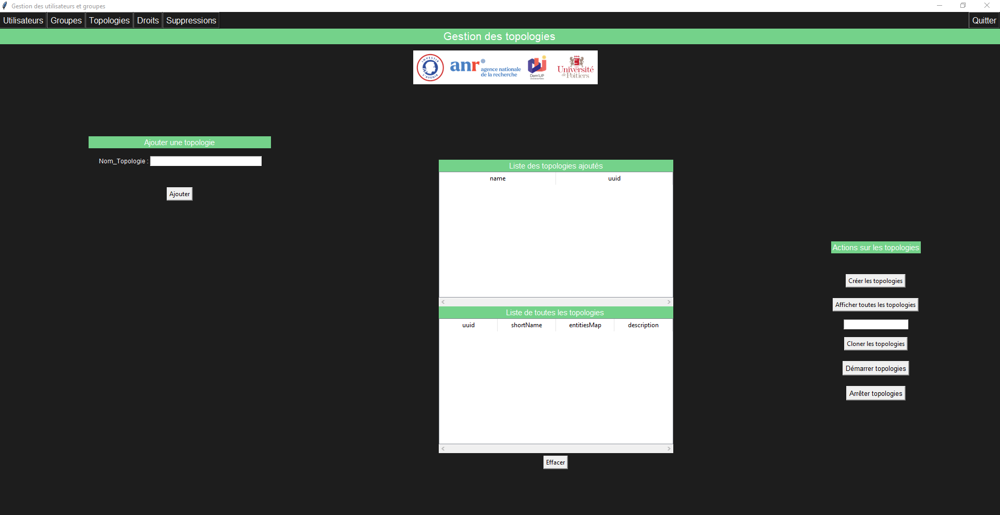 Gestion des utilisateurs et groupes
Utilisateurs Groupes Topologies Droits Suppressions Quitter
Gestion des topologies
INVESTIR L'AVENIR
anr agence nationale
de la recherche
Dem'UP
Université de Poitiers
Université
de Poitiers
Ajouter une topologie
Nom_Topologie :
Ajouter
Liste des topologies ajoutés
name uuid
Liste de toutes les topologies
uuid shortName entitiesMap description
Effacer
Actions sur les topologies
Créer les topologies
Afficher toutes les topologies
Cloner les topologies
Démarrer topologies
Arrêter topologies